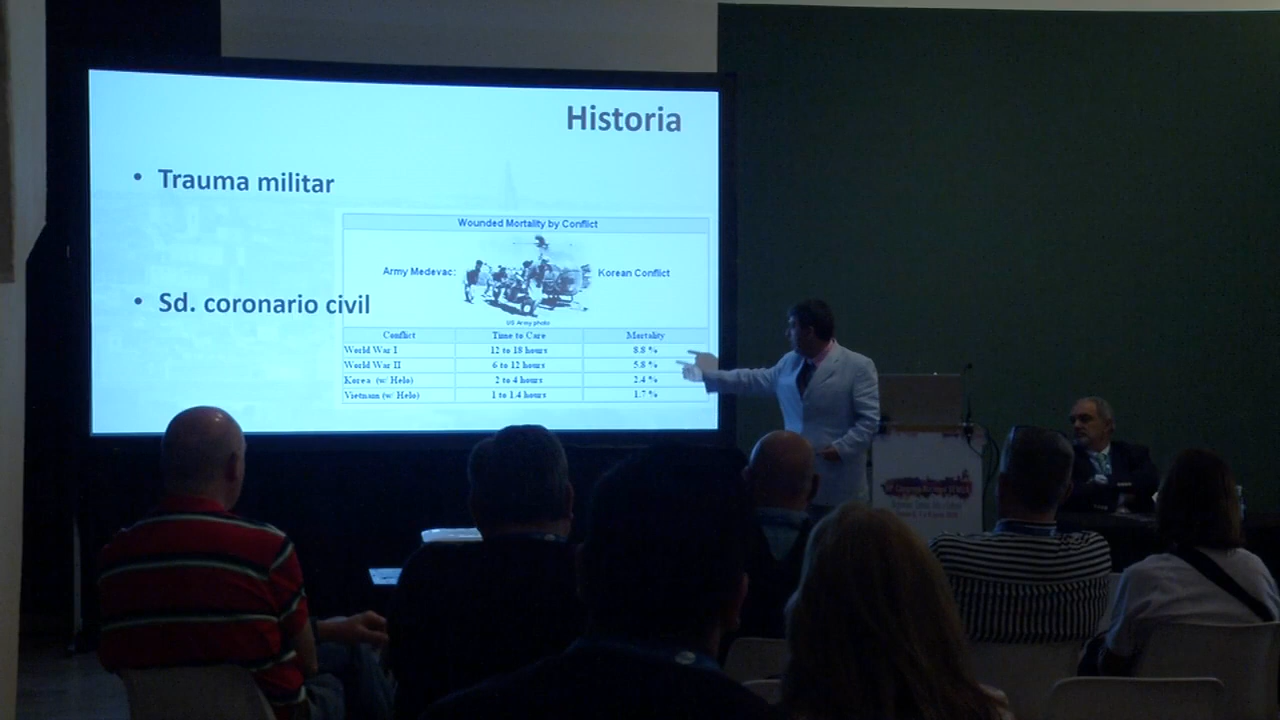 Historia
• Trauma militar
Wounded Mortality by Conflict
Army Medevac:
Korean Conflict
US Army photo
• Sd. coronario civil
Conflict Time to Care Mortality
World War I 12 to 18 hours 8.8 %
World War II 6 to 12 hours 5.8 %
Korea (w/ Helo) 2 to 4 hours 2.4 %
Vietnam (w/ Helo) 1 to 1.4 hours 1.7 %